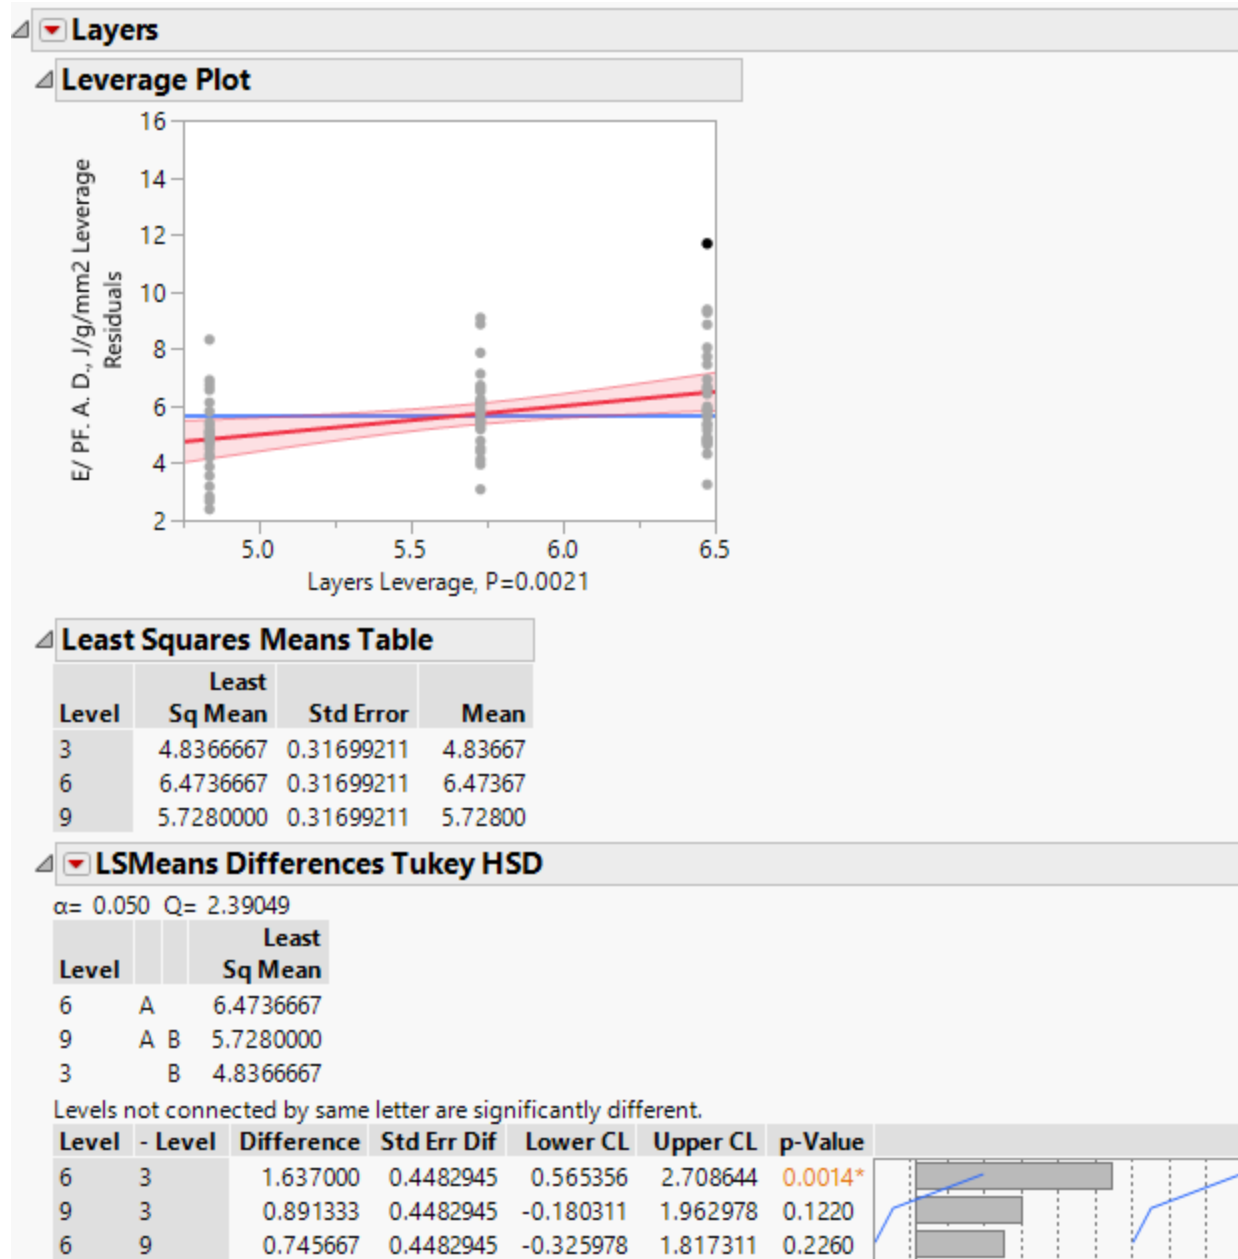 Layers
Leverage Plot
16
14
12
10
8
6
4
2
E/ PF. A. D., J/g/mm2 Leverage
Residuals
5.0 5.5 6.0 6.5
Layers Leverage, P=0.0021
Least Squares Means Table
Least
Level Sq Mean Std Error Mean
3 4.8366667 0.31699211 4.83667
6 6.4736667 0.31699211 6.47367
9 5.7280000 0.31699211 5.72800
LSMeans Differences Tukey HSD
α= 0.050 Q= 2.39049
Least
Level Sq Mean
6 A 6.4736667
9 A B 5.7280000
3 B 4.8366667
Levels not connected by same letter are significantly different.
Level - Level Difference Std Err Dif Lower CL Upper CL p-Value
6 3 1.637000 0.4482945 0.565356 2.708644 0.0014*
9 3 0.891333 0.4482945 -0.180311 1.962978 0.1220
6 9 0.745667 0.4482945 -0.325978 1.817311 0.2260